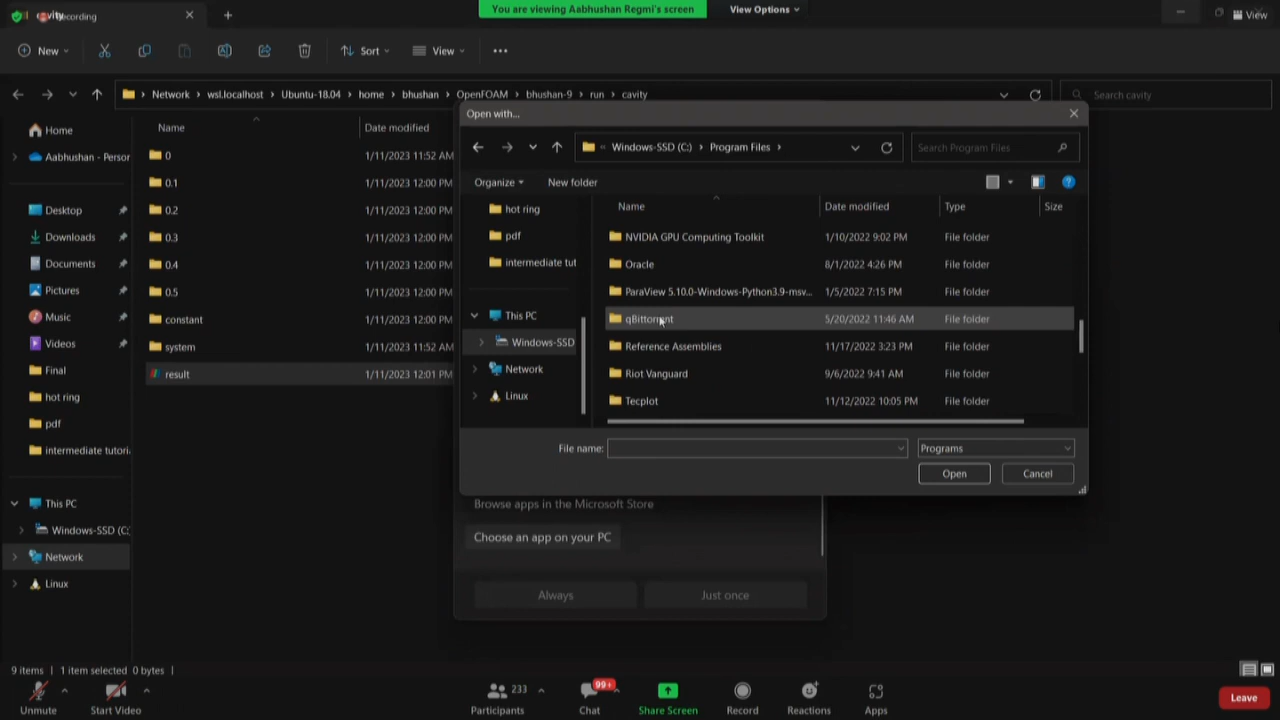 You are viewing Aabhushan Regmi's screen
View Options
View
New
Sort
View
Network
wsl.localhost
Ubuntu-18.04
home
bhushan
OpenFOAM
bhushan-9
run
cavity
Search cavity
Home
Aabhushan - Persor
Desktop
Downloads
Documents
Pictures
Music
Videos
Final
hot ring
pdf
intermediate tutori
This PC
Windows-SSD (C:
Network
Linux
Name
Date modified
0 1/11/2023 11:52 AM
0.1 1/11/2023 12:00 PM
0.2 1/11/2023 12:00 PM
0.3 1/11/2023 12:00 PM
0.4 1/11/2023 12:00 PM
0.5 1/11/2023 12:00 PM
constant 1/11/2023 12:00 PM
system 1/11/2023 11:52 AM
result 1/11/2023 12:01 PM
Open with...
Windows-SSD (C:)
Program Files
Search Program Files
Organize
New folder
hot ring
pdf
intermediate tut
This PC
Windows-SSD
Network
Linux
Name Date modified Type Size
NVIDIA GPU Computing Toolkit 1/10/2022 9:02 PM File folder
Oracle 8/1/2022 4:26 PM File folder
ParaView 5.10.0-Windows-Python3.9-msv... 1/5/2022 7:15 PM File folder
qBittorrent 5/20/2022 11:46 AM File folder
Reference Assemblies 11/17/2022 3:23 PM File folder
Riot Vanguard 9/6/2022 9:41 AM File folder
Tecplot 11/12/2022 10:05 PM File folder
File name:
Programs
Open
Cancel
Browse apps in the Microsoft Store
Choose an app on your PC
Always
Just once
9 items
1 item selected 0 bytes
Unmute
Start Video
233
Participants
99+
Chat
Share Screen
Record
Reactions
Apps
Leave